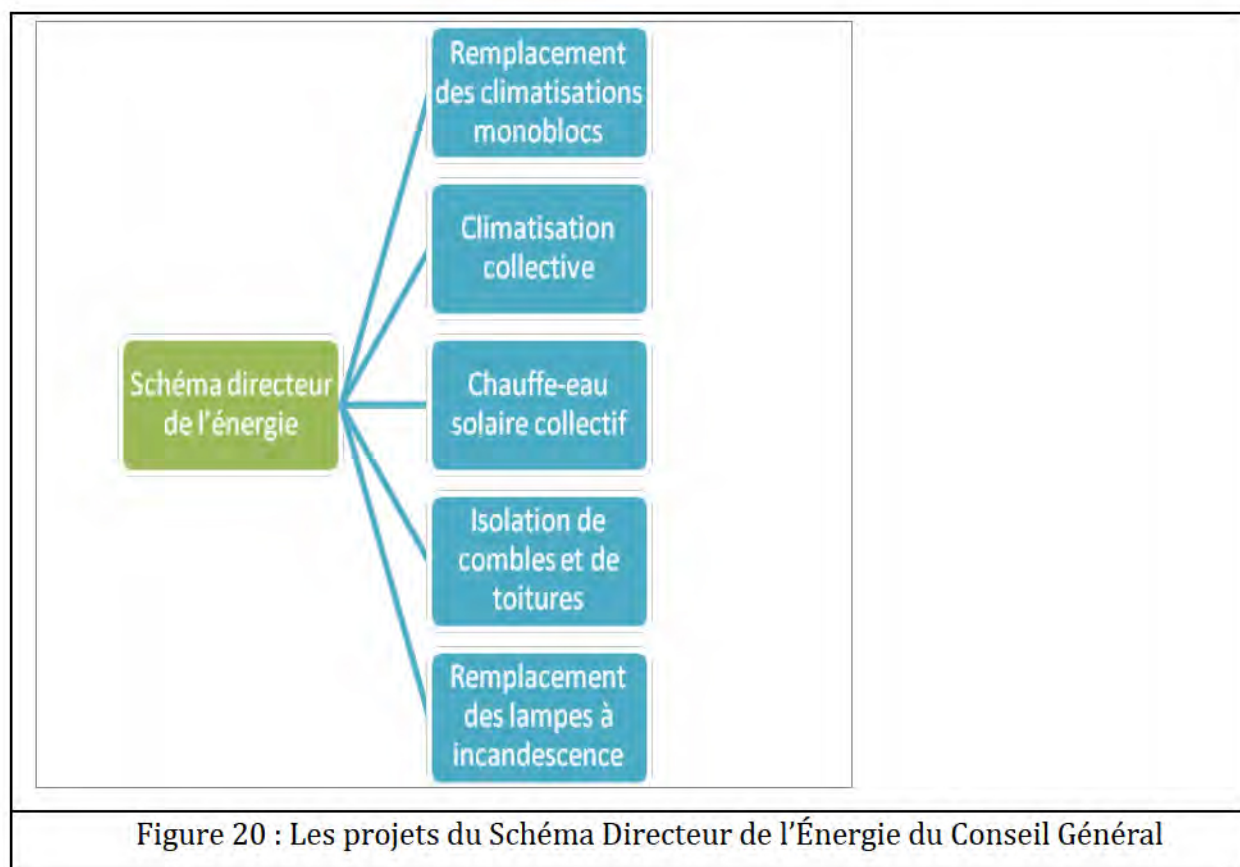 Remplacement
des climatisations
monoblocs
Climatisation
collective
Schéma directeur
de l'énergie
Chauffe-eau
solaire collectif
Isolation de
combles et de
toitures
Remplacement
des lampes à
incandescence
Figure 20 : Les projets du Schéma Directeur de l'Énergie du Conseil Général